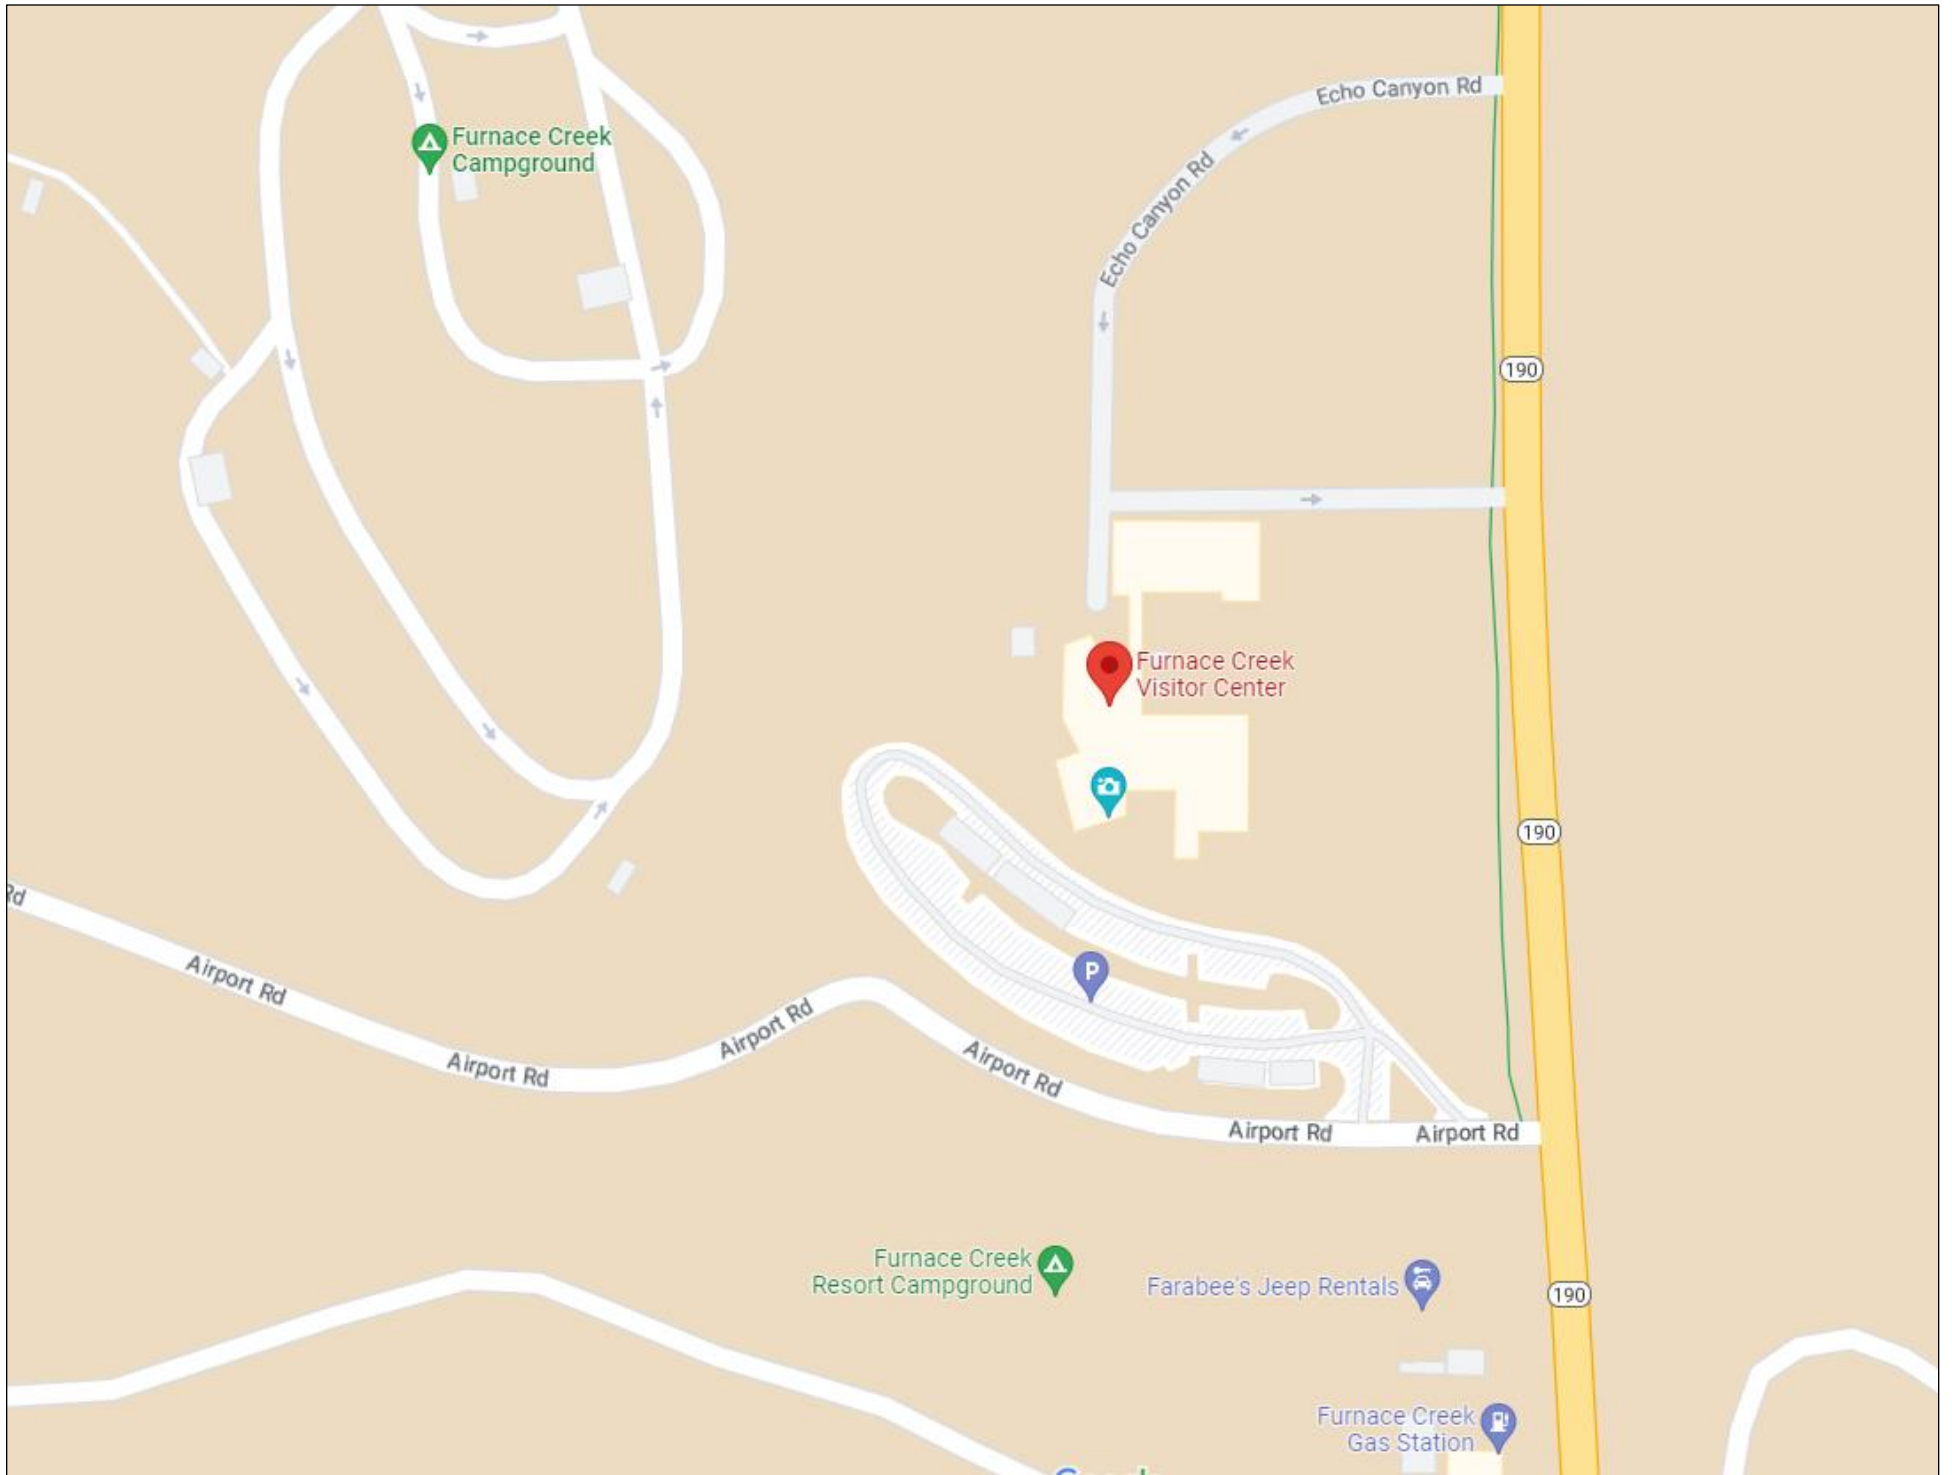 Echo Canyon Rd
Furnace Creek
Campground
Echo Canyon Rd
190
Furnace Creek
Visitor Center
190
Rd
Airport Rd
P
Airport Rd
Airport Rd
Airport Rd
Airport Rd
Airport Rd
Furnace Creek
Resort Campground
Farabee's Jeep Rentals
190
Furnace Creek
Gas Station